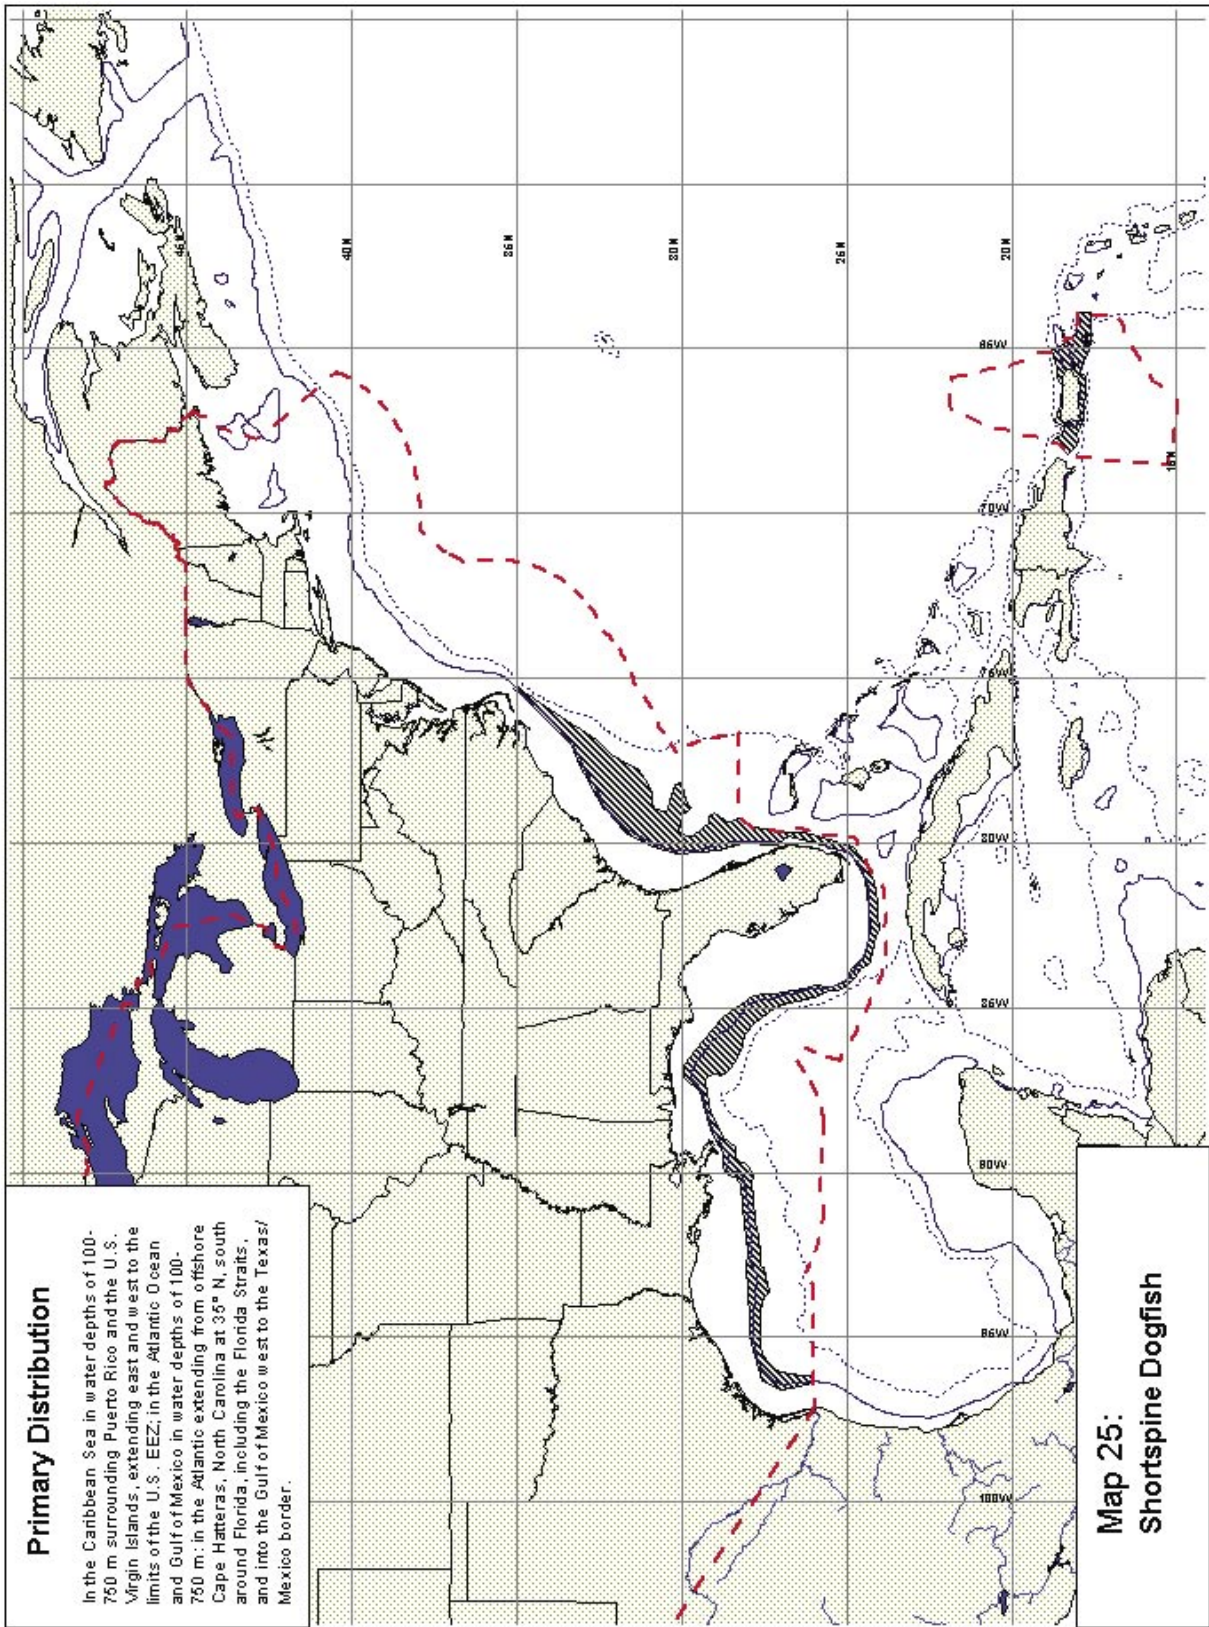 Primary Distribution
In the Caribbean Sea in water depths of 100-
750 m surrounding Puerto Rico and the U.S.
Virgin Islands, extending east and west to the
limits of the U.S. EEZ; in the Atlantic Ocean
and Gulf of Mexico in water depths of 100-
750 m: in the Atlantic extending from offshore
Cape Hatteras, North Carolina at 35° N, south
around Florida, including the Florida Straits,
and into the Gulf of Mexico west to the Texas/
Mexico border.
Map 25:
Shortspine Dogfish
45N
40N
35N
30N
25N
20N
15N
100W
95W
90W
85W
80W
75W
70W
65W